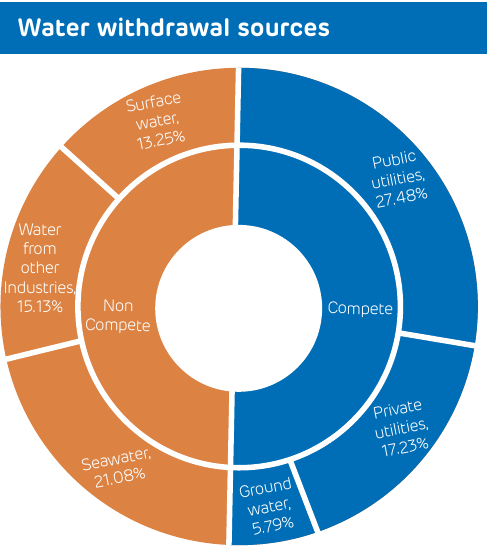 Water withdrawal sources
Surface
water,
13.25%
Public
utilities,
27.48%
Water
from
other
Industries,
15.13%
Non
Compete
Compete
Private
utilities,
17.23%
Seawater,
21.08%
Ground
water,
5.79%